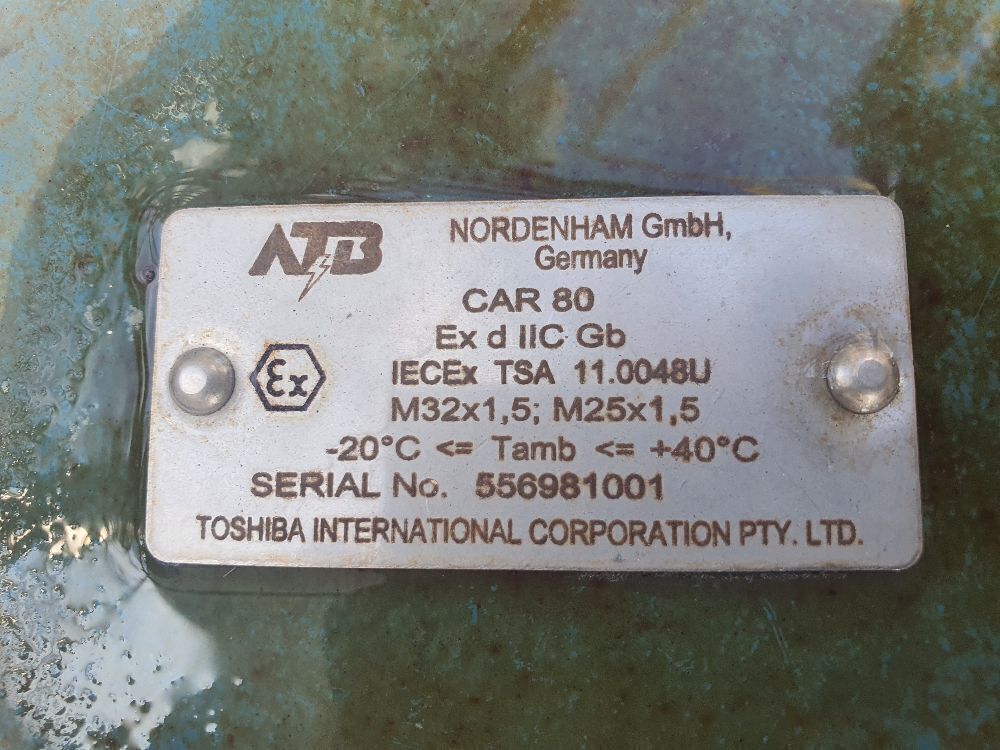 ATB NORDENHAM GmbH,
Germany
CAR 80
Ex d IIC Gb
Ex IECEx TSA 11.0048U
M32x1,5; M25x1,5
-20°C <= Tamb <= +40°C
SERIAL No. 556981001
TOSHIBA INTERNATIONAL CORPORATION PTY. LTD.